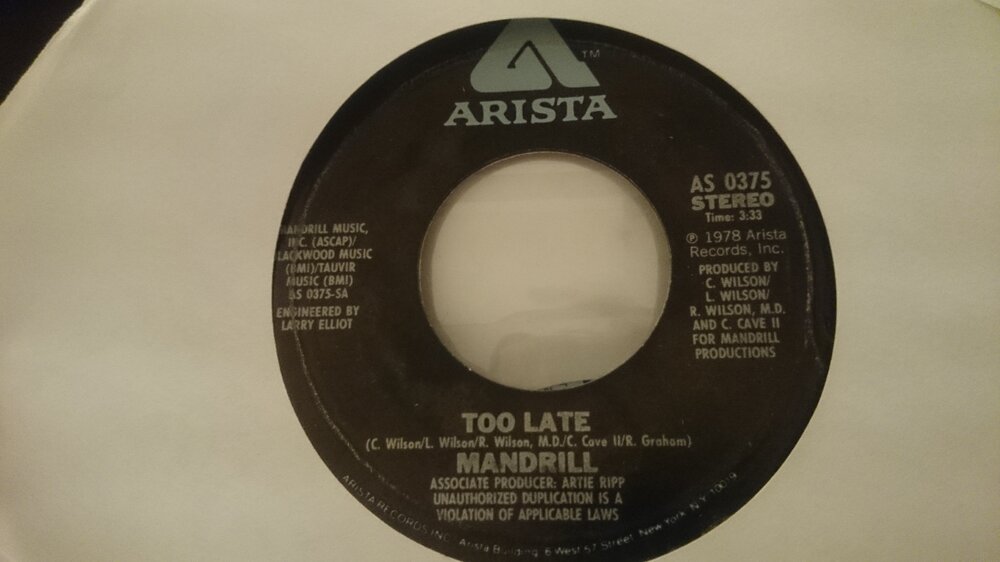 TM
ARISTA
MANDRILL MUSIC,
INC. (ASCAP)/
LACKWOOD MUSIC
(BMI)/TAUVIR
MUSIC (BMI)
AS 0375-SA
ENGINEERED BY
LARRY ELLIOT
AS 0375
STEREO
Time: 3:33
℗ 1978 Arista
Records, Inc.
PRODUCED BY
C. WILSON/
L. WILSON/
R. WILSON, M.D.
AND C. CAVE II
FOR MANDRILL
PRODUCTIONS
TOO LATE
(C. Wilson/L. Wilson/R. Wilson, M.D./C. Cave II/R. Graham)
MANDRILL
ASSOCIATE PRODUCER: ARTIE RIPP
UNAUTHORIZED DUPLICATION IS A
VIOLATION OF APPLICABLE LAWS
ARISTA RECORDS INC. Arista Building, 6 West 57 Street, New York, N.Y. 10019